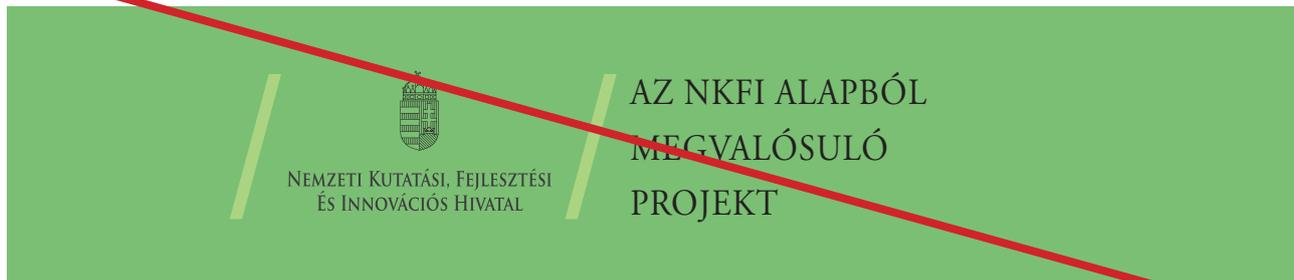 NEMZETI KUTATÁSI, FEJLESZTÉSI
ÉS INNOVÁCIÓS HIVATAL
AZ NKFI ALAPBÓL
MEGVALÓSULÓ
PROJEKT